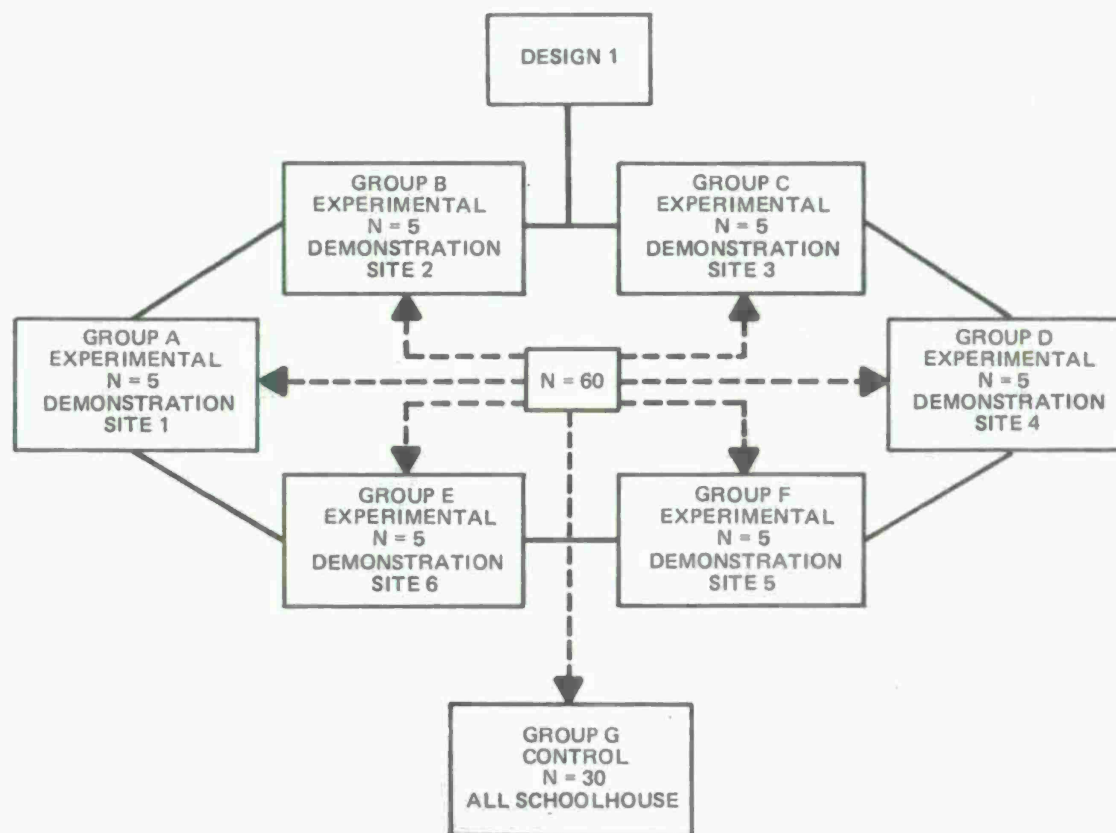 DESIGN 1
GROUP B
EXPERIMENTAL
N = 5
DEMONSTRATION
SITE 2
GROUP C
EXPERIMENTAL
N = 5
DEMONSTRATION
SITE 3
GROUP A
EXPERIMENTAL
N = 5
DEMONSTRATION
SITE 1
N = 60
GROUP D
EXPERIMENTAL
N = 5
DEMONSTRATION
SITE 4
GROUP E
EXPERIMENTAL
N = 5
DEMONSTRATION
SITE 6
GROUP F
EXPERIMENTAL
N = 5
DEMONSTRATION
SITE 5
GROUP G
CONTROL
N = 30
ALL SCHOOLHOUSE